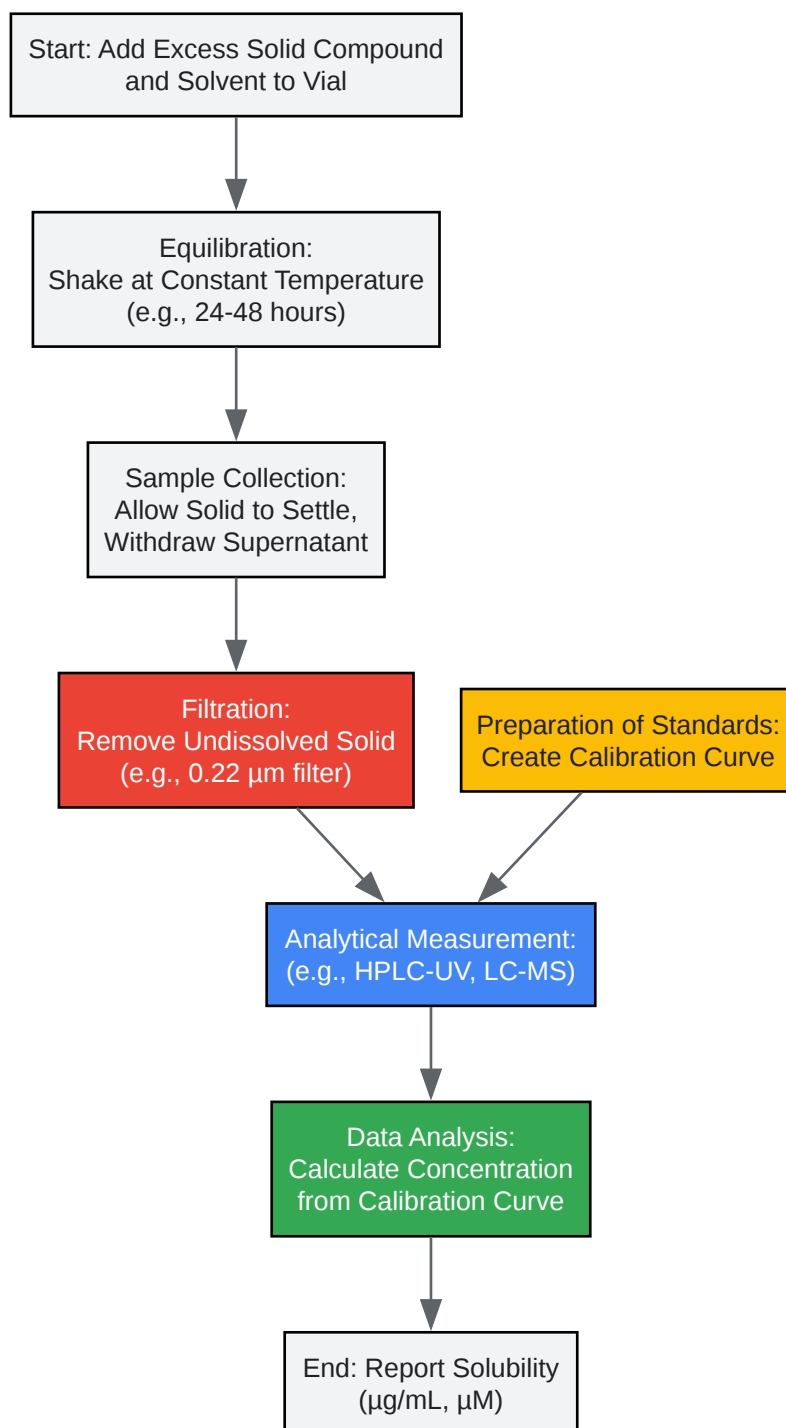 Start: Add Excess Solid Compound
and Solvent to Vial
Equilibration:
Shake at Constant Temperature
(e.g., 24-48 hours)
Sample Collection:
Allow Solid to Settle,
Withdraw Supernatant
Filtration:
Remove Undissolved Solid
(e.g., 0.22 µm filter)
Preparation of Standards:
Create Calibration Curve
Analytical Measurement:
(e.g., HPLC-UV, LC-MS)
Data Analysis:
Calculate Concentration
from Calibration Curve
End: Report Solubility
(µg/mL, µM)